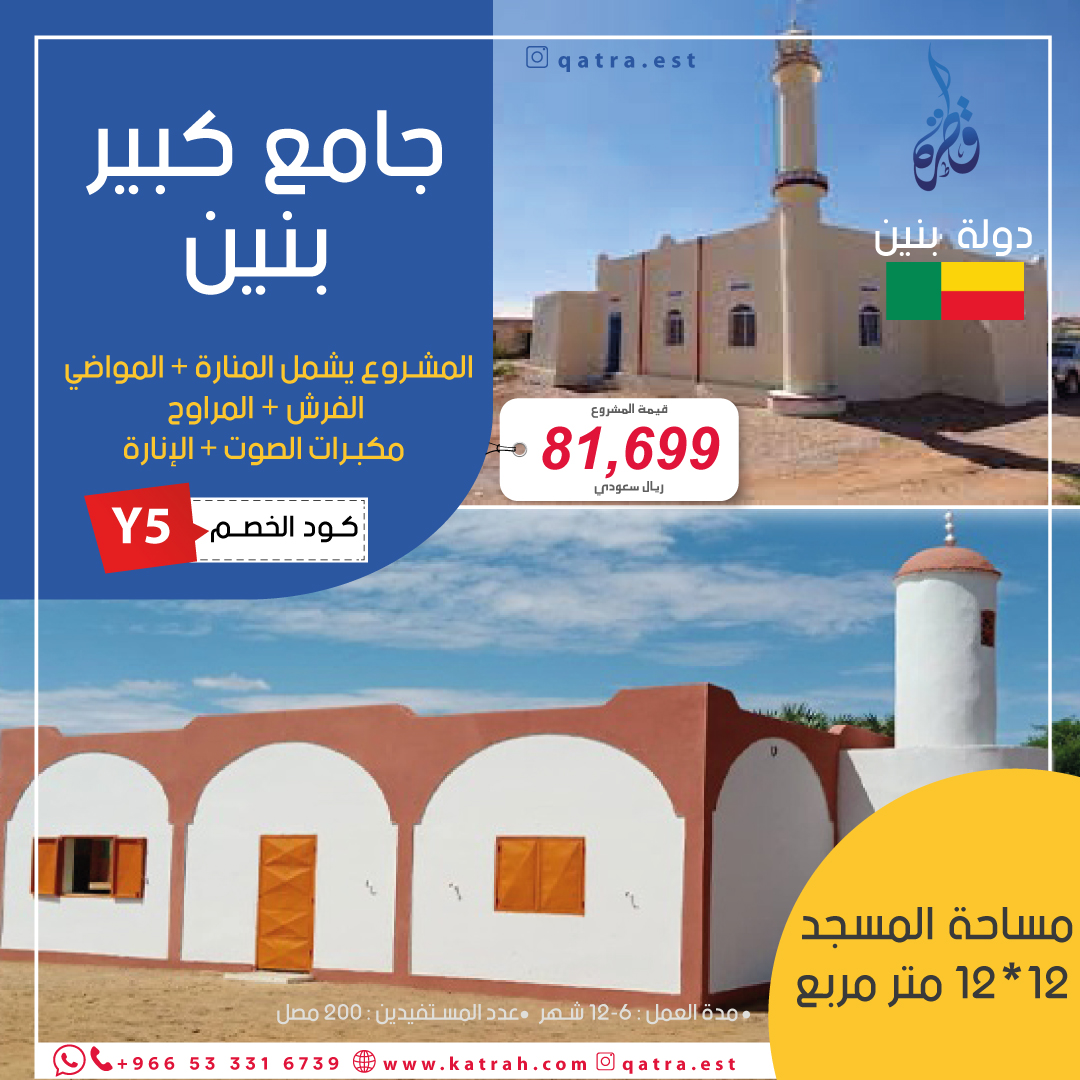 qatra.est
قطرة
جامع كبير
بنين
دولة بنين
المشروع يشمل المنارة + المواضي
الفرش + المراوح
مكبرات الصوت + الإنارة
قيمة المشروع
81,699
ريال سعودي
كود الخصم
Y5
مساحة المسجد
12*12 متر مربع
• مدة العمل : 6-12 شهر •عدد المستفيدين : 200 مصل
+966 53 331 6739 www.katrah.com qatra.est